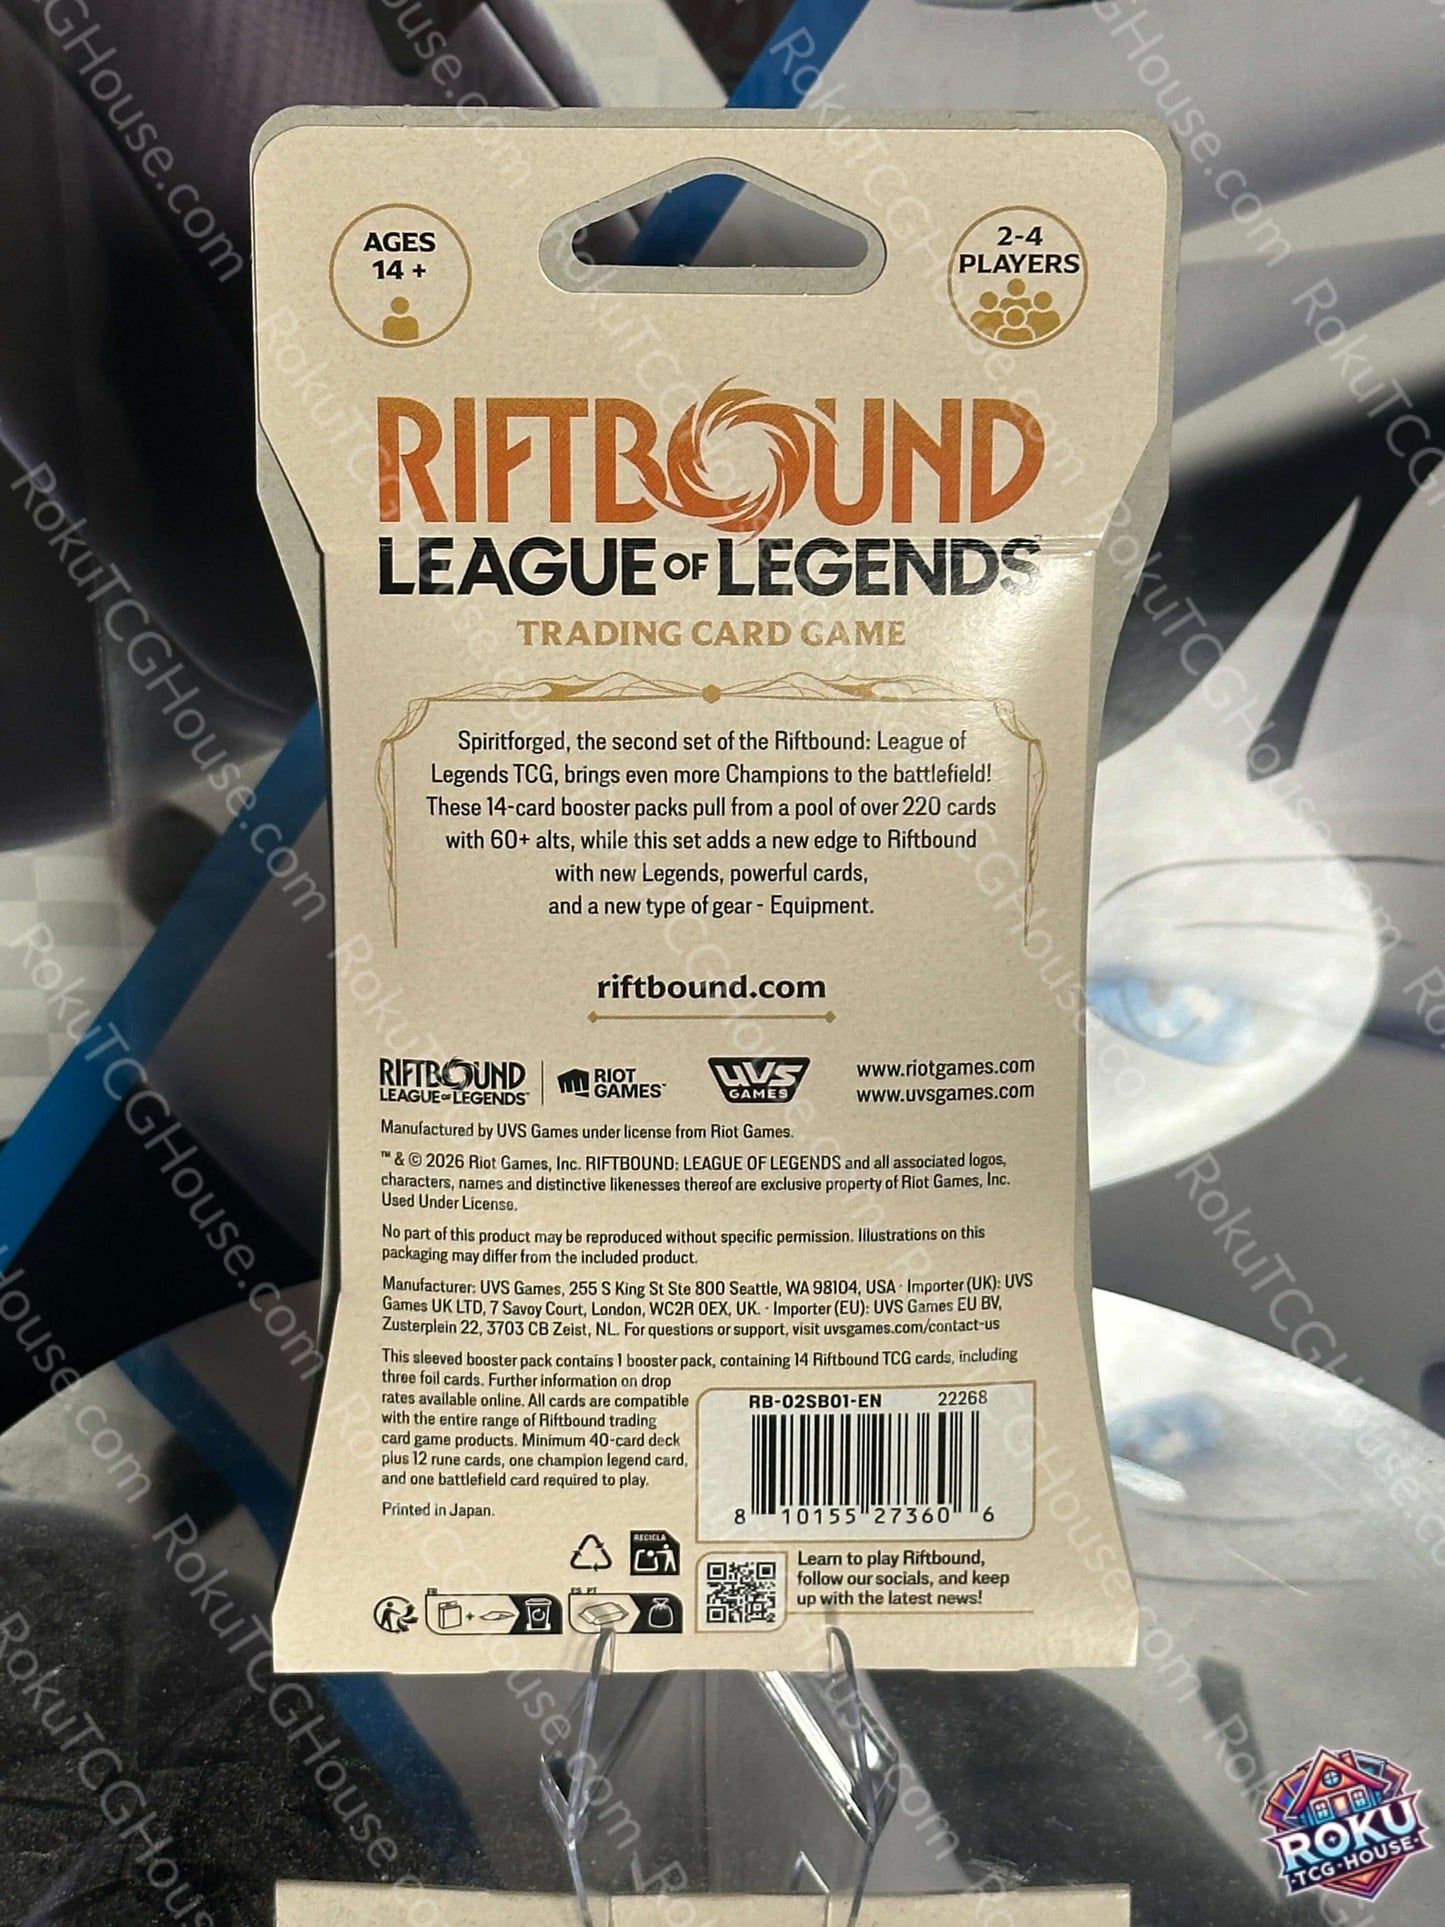 AGES
14 +
2-4
PLAYERS
RIFTBOUND
LEAGUE OF LEGENDS
TRADING CARD GAME
Spiritforged, the second set of the Riftbound: League of
Legends TCG, brings even more Champions to the battlefield!
These 14-card booster packs pull from a pool of over 220 cards
with 60+ alts, while this set adds a new edge to Riftbound
with new Legends, powerful cards,
and a new type of gear - Equipment.
riftbound.com
RIFTBOUND
LEAGUE OF LEGENDS™
RIOT
GAMES™
UVS
GAMES
www.riotgames.com
www.uvsgames.com
Manufactured by UVS Games under license from Riot Games.
™ & © 2026 Riot Games, Inc. RIFTBOUND: LEAGUE OF LEGENDS and all associated logos,
characters, names and distinctive likenesses thereof are exclusive property of Riot Games, Inc.
Used Under License.
No part of this product may be reproduced without specific permission. Illustrations on this
packaging may differ from the included product.
Manufacturer: UVS Games, 255 S King St Ste 800 Seattle, WA 98104, USA · Importer (UK): UVS
Games UK LTD, 7 Savoy Court, London, WC2R 0EX, UK. · Importer (EU): UVS Games EU BV,
Zusterplein 22, 3703 CB Zeist, NL. For questions or support, visit uvsgames.com/contact-us
This sleeved booster pack contains 1 booster pack, containing 14 Riftbound TCG cards, including
three foil cards. Further information on drop
rates available online. All cards are compatible
with the entire range of Riftbound trading
card game products. Minimum 40-card deck
plus 12 rune cards, one champion legend card,
and one battlefield card required to play.
Printed in Japan.
RB-02SB01-EN 22268
8 10155 27360 6
RECICLA
FR
ES PT
Learn to play Riftbound,
follow our socials, and keep
up with the latest news!
RokuTCGHouse.com
ROKU
·TCG-HOUSE·